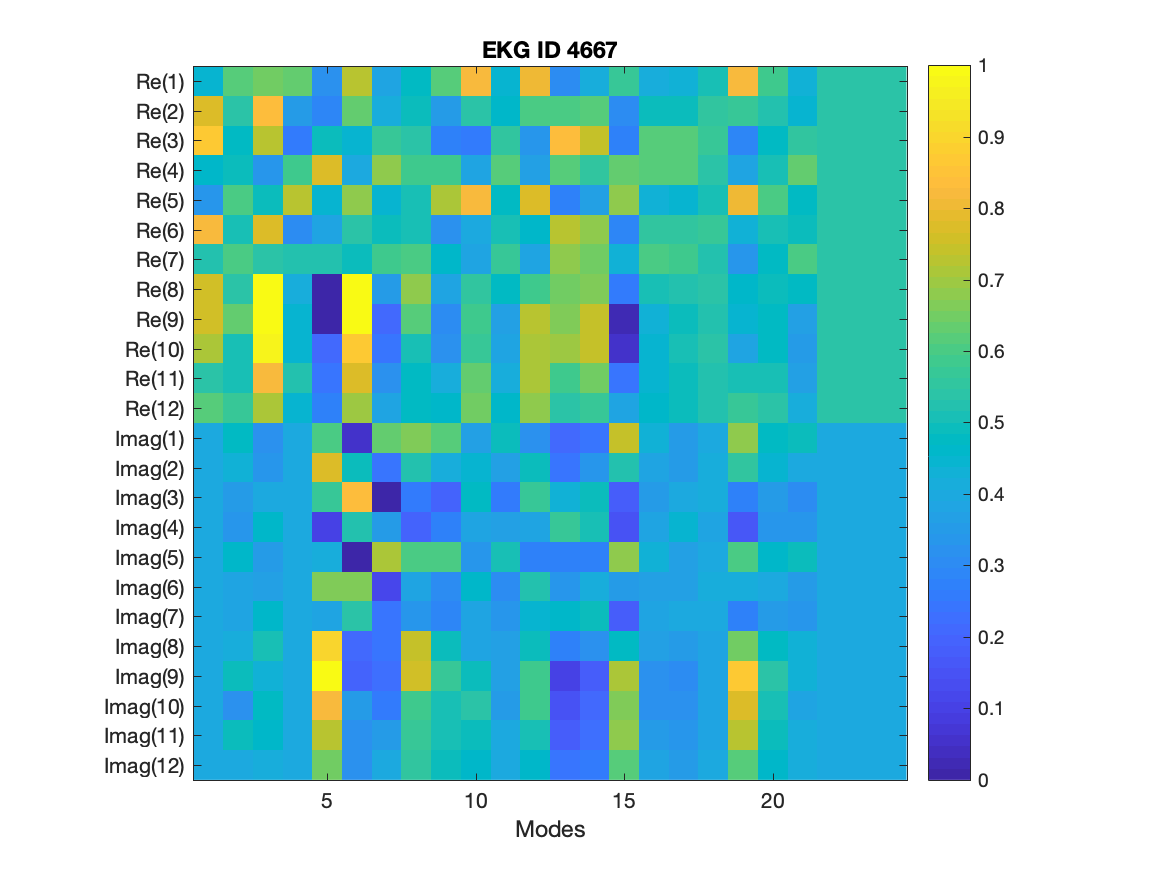 EKG ID 4667
Re(1)
Re(2)
Re(3)
Re(4)
Re(5)
Re(6)
Re(7)
Re(8)
Re(9)
Re(10)
Re(11)
Re(12)
Imag(1)
Imag(2)
Imag(3)
Imag(4)
Imag(5)
Imag(6)
Imag(7)
Imag(8)
Imag(9)
Imag(10)
Imag(11)
Imag(12)
5 10 15 20
Modes
1
0.9
0.8
0.7
0.6
0.5
0.4
0.3
0.2
0.1
0